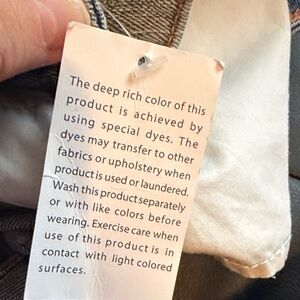 The deep rich color of this
product is achieved by
using special dyes. The
dyes may transfer to other
fabrics or upholstery when
product is used or laundered.
Wash this product separately
or with like colors before
wearing. Exercise care when
use of this product is in
contact with light colored
surfaces.